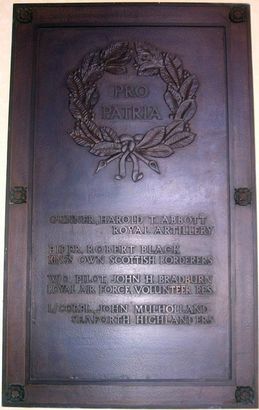 PRO
PATRIA
GUNNER, HAROLD T. ABBOTT
ROYAL ARTILLERY
PIPER, ROBERT BLACK
KING'S OWN SCOTTISH BORDERERS
W/O. PILOT, JOHN H. BRADBURN
ROYAL AIR FORCE VOLUNTEER RES.
L/CORPL., JOHN MULHOLLAND
SEAFORTH HIGHLANDERS